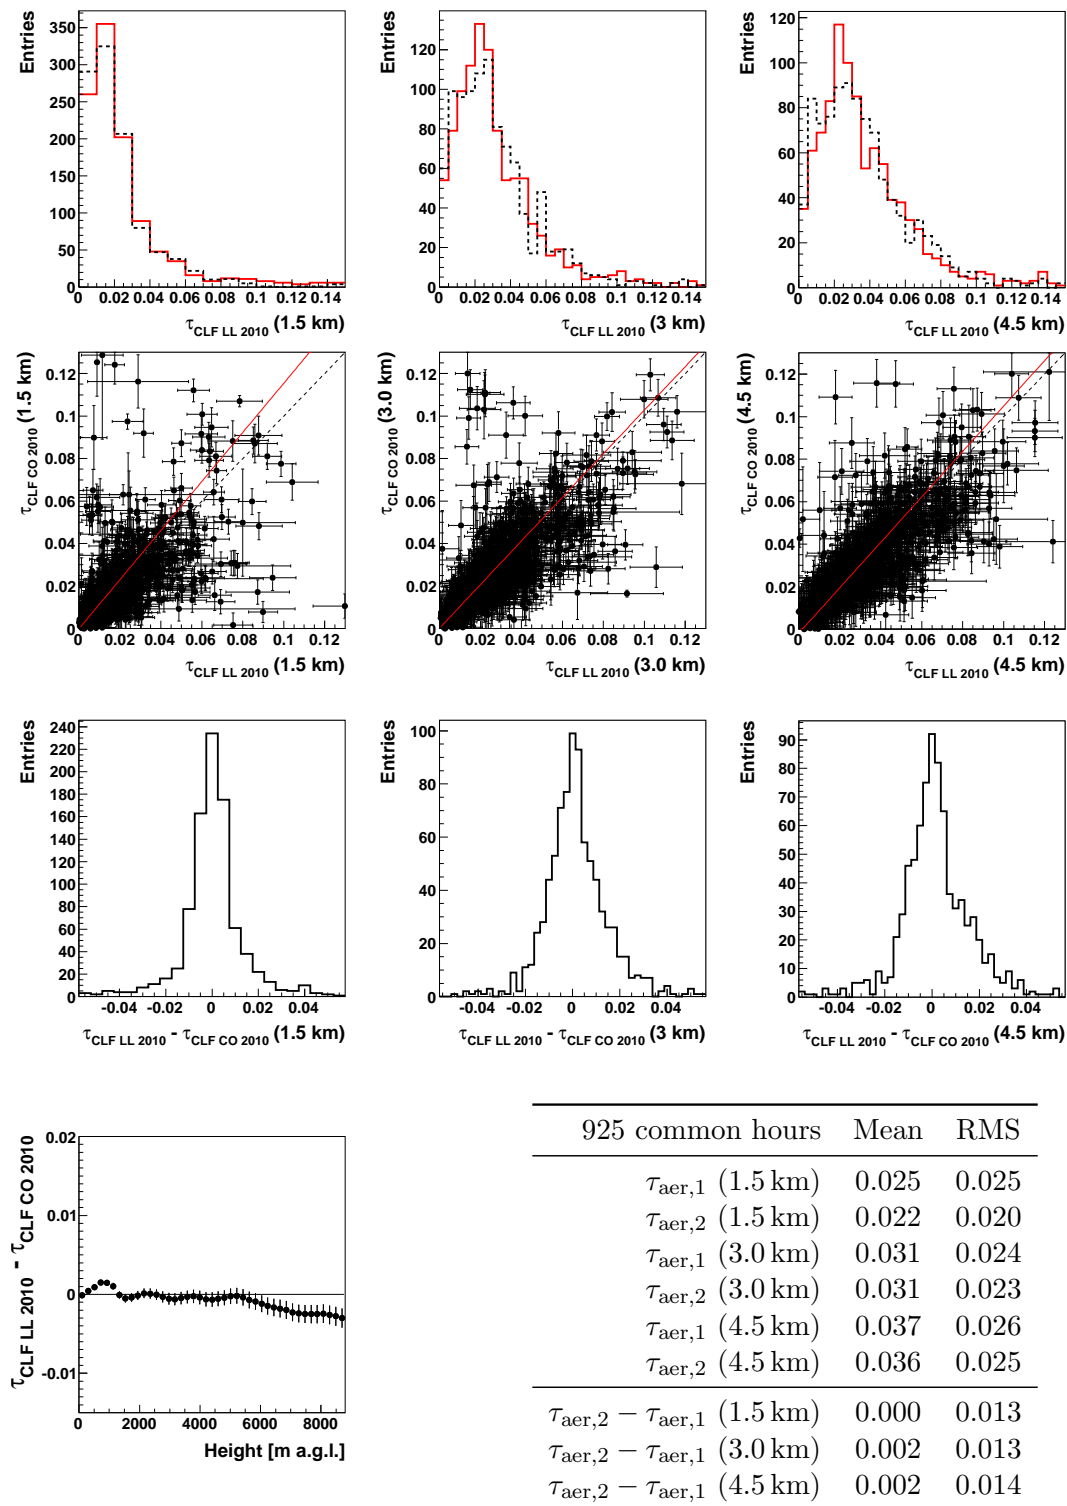 Entries
350
300
250
200
150
100
50
0
0 0.02 0.04 0.06 0.08 0.1 0.12 0.14
τCLF LL 2010 (1.5 km)
Entries
120
100
80
60
40
20
0
0 0.02 0.04 0.06 0.08 0.1 0.12 0.14
τCLF LL 2010 (3 km)
Entries
120
100
80
60
40
20
0
0 0.02 0.04 0.06 0.08 0.1 0.12 0.14
τCLF LL 2010 (4.5 km)
τCLF CO 2010 (1.5 km)
0.12
0.1
0.08
0.06
0.04
0.02
0
0 0.02 0.04 0.06 0.08 0.1 0.12
τCLF LL 2010 (1.5 km)
τCLF CO 2010 (3.0 km)
0.12
0.1
0.08
0.06
0.04
0.02
0
0 0.02 0.04 0.06 0.08 0.1 0.12
τCLF LL 2010 (3.0 km)
τCLF CO 2010 (4.5 km)
0.12
0.1
0.08
0.06
0.04
0.02
0
0 0.02 0.04 0.06 0.08 0.1 0.12
τCLF LL 2010 (4.5 km)
Entries
240
220
200
180
160
140
120
100
80
60
40
20
0
-0.04 -0.02 0 0.02 0.04
τCLF LL 2010 - τCLF CO 2010 (1.5 km)
Entries
100
80
60
40
20
0
-0.04 -0.02 0 0.02 0.04
τCLF LL 2010 - τCLF CO 2010 (3 km)
Entries
90
80
70
60
50
40
30
20
10
0
-0.04 -0.02 0 0.02 0.04
τCLF LL 2010 - τCLF CO 2010 (4.5 km)
τCLF LL 2010 - τCLF CO 2010
0.02
0.01
0
-0.01
0 2000 4000 6000 8000
Height [m a.g.l.]
925 common hours Mean RMS
τaer,1 (1.5 km) 0.025 0.025
τaer,2 (1.5 km) 0.022 0.020
τaer,1 (3.0 km) 0.031 0.024
τaer,2 (3.0 km) 0.031 0.023
τaer,1 (4.5 km) 0.037 0.026
τaer,2 (4.5 km) 0.036 0.025
τaer,2 − τaer,1 (1.5 km) 0.000 0.013
τaer,2 − τaer,1 (3.0 km) 0.002 0.013
τaer,2 − τaer,1 (4.5 km) 0.002 0.014